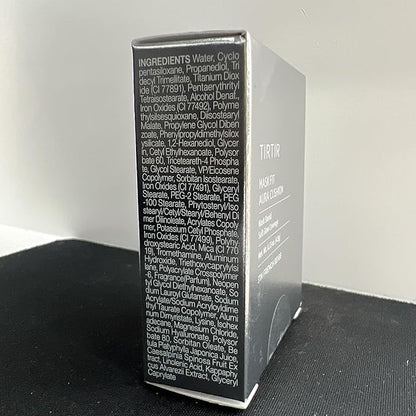 INGREDIENTS Water, Cyclo
pentasiloxane, Propanediol, Tri
decyl Trimellitate, Titanium Diox
ide (CI 77891), Pentaerythrityl
Tetraisostearate, Alcohol Denat.,
Iron Oxides (CI 77492), Polyme
thylsilsesquioxane, Diisostearyl
Malate, Propylene Glycol Diben
zoate, Phenylpropyldimethylsilox
ysilicate, 1,2-Hexanediol, Glyc
erin, Cetyl Ethylhexanoate, Polysor
bate 60, Triceteareth-4 Phospha
te, Glycol Stearate, VP/Eicosene
Copolymer, Sorbitan Isostearate,
Iron Oxides (CI 77491), Glyceryl
Stearate, PEG-2 Stearate, PEG
-100 Stearate, Phytosteryl/Iso
stearyl/Cetyl/Stearyl/Behenyl Di
mer Dilinoleate, Acrylates Copoly
mer, Potassium Cetyl Phosphate,
Iron Oxides (CI 77499), Polyhy
droxystearic Acid, Mica (CI 770
19), Tromethamine, Aluminum
Hydroxide, Triethoxycaprylylsi
lane, Polyacrylate Crosspolymer
-6, Fragrance(Parfum), Neopen
tyl Glycol Diethylhexanoate, So
dium Lauroyl Glutamate, Sodium
Acrylate/Sodium Acryloyldime
thyl Taurate Copolymer, Alumi
num Dimyristate, Lysine, Isohex
adecane, Magnesium Chloride,
Sodium Hyaluronate, Polysor
bate 80, Sorbitan Oleate, Be
tula Platyphylla Japonica Juice,
Caesalpinia Spinosa Fruit Ex
tract, Linolenic Acid, Kappaphy
cus Alvarezii Extract, Glyceryl
Caprylate
TIRTIR
MASK FIT
AURA CUSHION